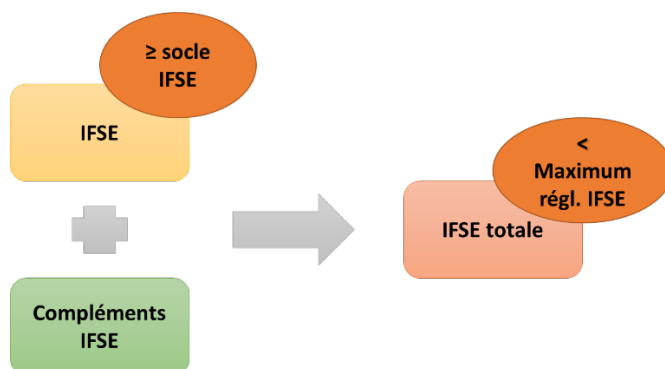 ≥ socle
IFSE
IFSE
Compléments
IFSE
<
Maximum
régl. IFSE
IFSE totale